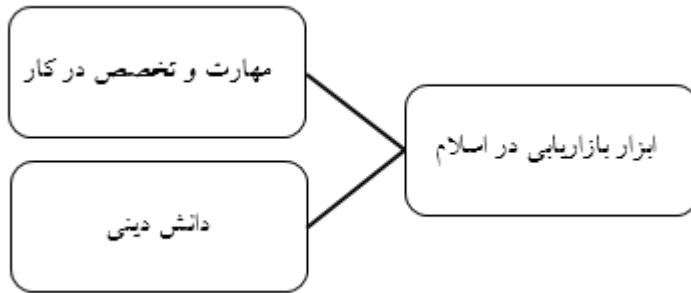 ابزار بازاریابی در اسلام
مهارت و تخصص در کار
دانش دینی